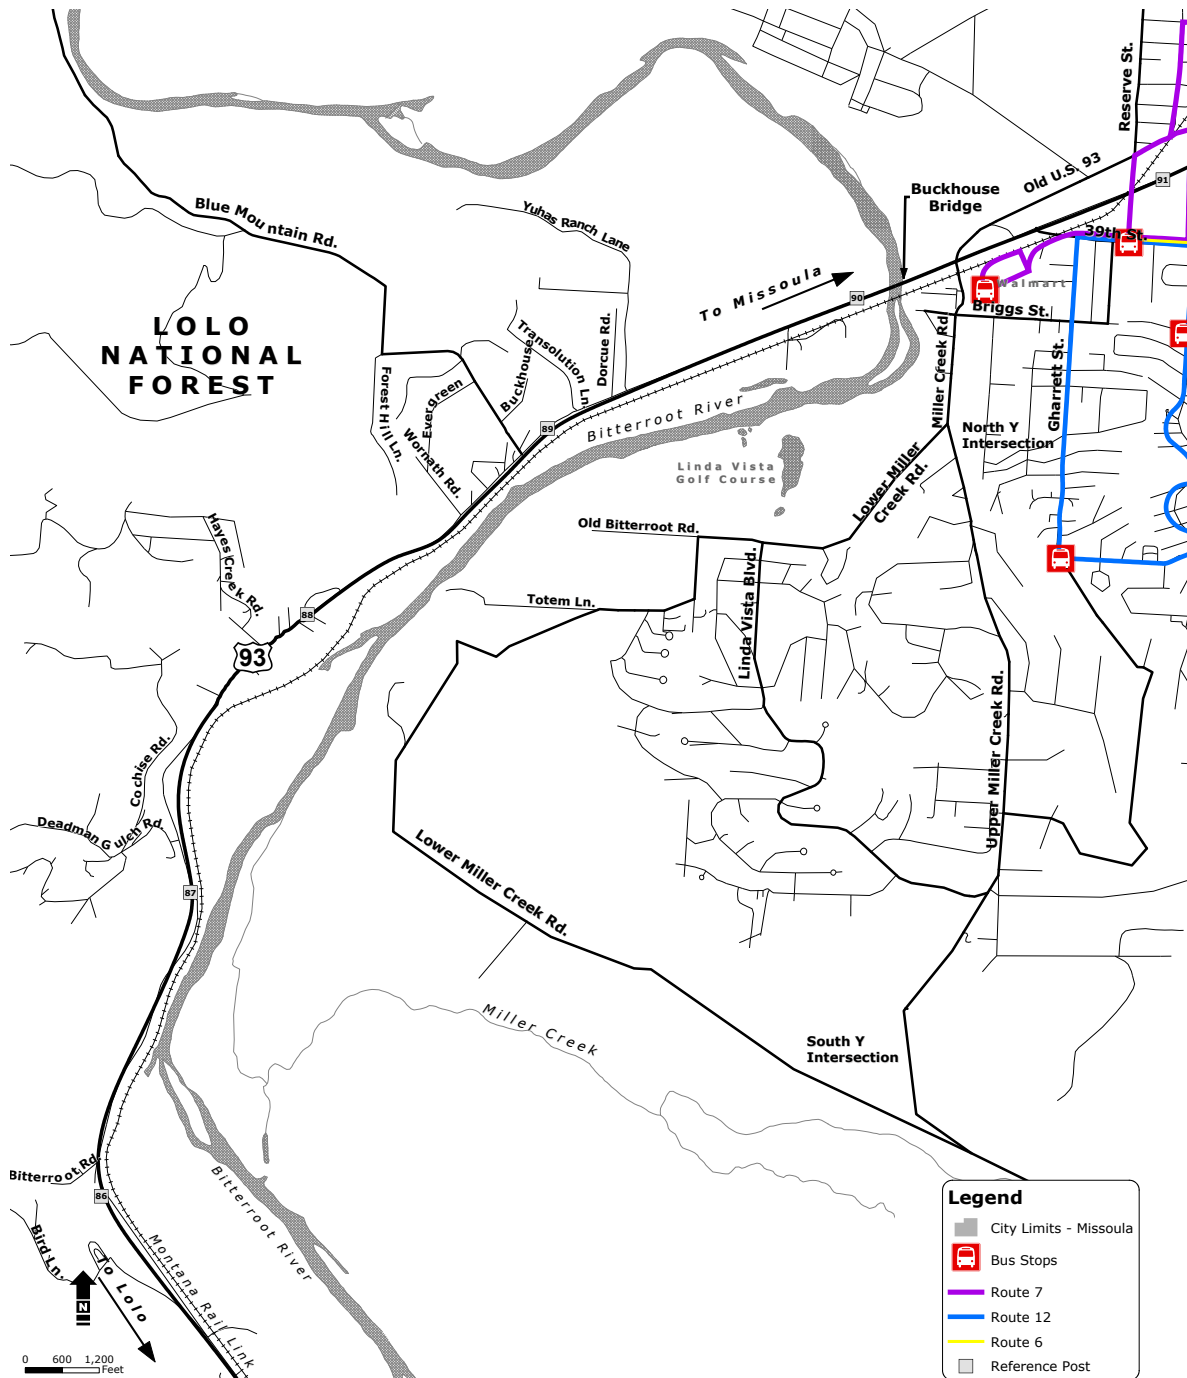 Reserve St.
Old U.S. 93
91
Buckhouse
Bridge
Blue Mountain Rd.
Yuhas Ranch Lane
39th St.
To Missoula
90
Walmart
Briggs St.
LOLO
NATIONAL
FOREST
Transolution Ln.
Dorcue Rd.
Buckhouse
Evergreen
Forest Hill Ln.
Wornath Rd.
Miller Creek Rd.
Gharrett St.
89
Bitterroot River
North Y
Intersection
Linda Vista
Golf Course
Lower Miller
Creek Rd.
Old Bitterroot Rd.
Hayes Creek Rd.
Linda Vista Blvd.
Totem Ln.
88
93
Upper Miller Creek Rd.
Cochise Rd.
Deadman Gulch Rd.
Lower Miller Creek Rd.
87
Miller Creek
South Y
Intersection
Bitterroot Rd.
86
Bitterroot River
Bird Ln.
Montana Rail Link
To Lolo
N
0 600 1,200
Feet
Legend
City Limits - Missoula
Bus Stops
Route 7
Route 12
Route 6
Reference Post